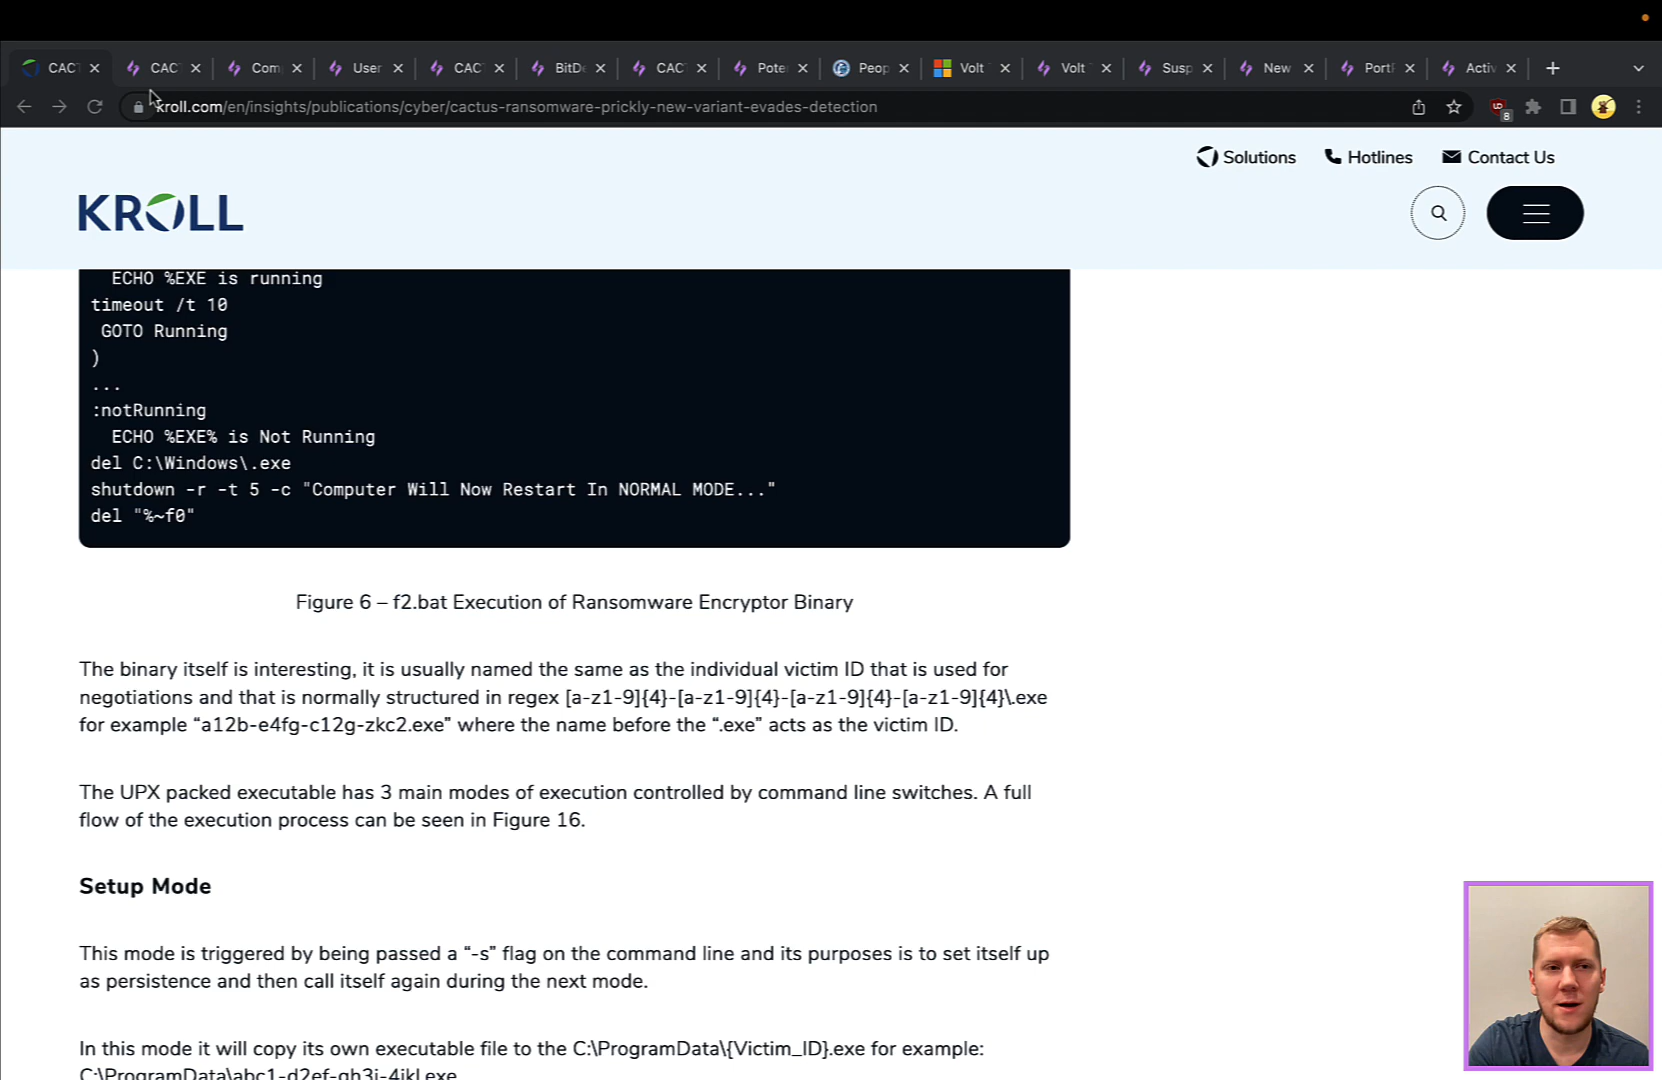 CAC
CAC
Com
User
CAC
BitD
CAC
Pote
Peop
Volt
Volt
Susp
New
Port
Activ
kroll.com/en/insights/publications/cyber/cactus-ransomware-prickly-new-variant-evades-detection
8
Solutions
Hotlines
Contact Us
KROLL
ECHO %EXE is running
timeout /t 10
GOTO Running
)
...
:notRunning
ECHO %EXE% is Not Running
del C:\Windows\.exe
shutdown -r -t 5 -c "Computer Will Now Restart In NORMAL MODE..."
del "%~f0"
Figure 6 – f2.bat Execution of Ransomware Encryptor Binary
The binary itself is interesting, it is usually named the same as the individual victim ID that is used for
negotiations and that is normally structured in regex [a-z1-9]{4}-[a-z1-9]{4}-[a-z1-9]{4}-[a-z1-9]{4}\.exe
for example “a12b-e4fg-c12g-zkc2.exe” where the name before the “.exe” acts as the victim ID.
The UPX packed executable has 3 main modes of execution controlled by command line switches. A full
flow of the execution process can be seen in Figure 16.
Setup Mode
This mode is triggered by being passed a “-s” flag on the command line and its purposes is to set itself up
as persistence and then call itself again during the next mode.
In this mode it will copy its own executable file to the C:\ProgramData\{Victim_ID}.exe for example:
C:\ProgramData\abc1-d2ef-gh3i-4jkl.exe